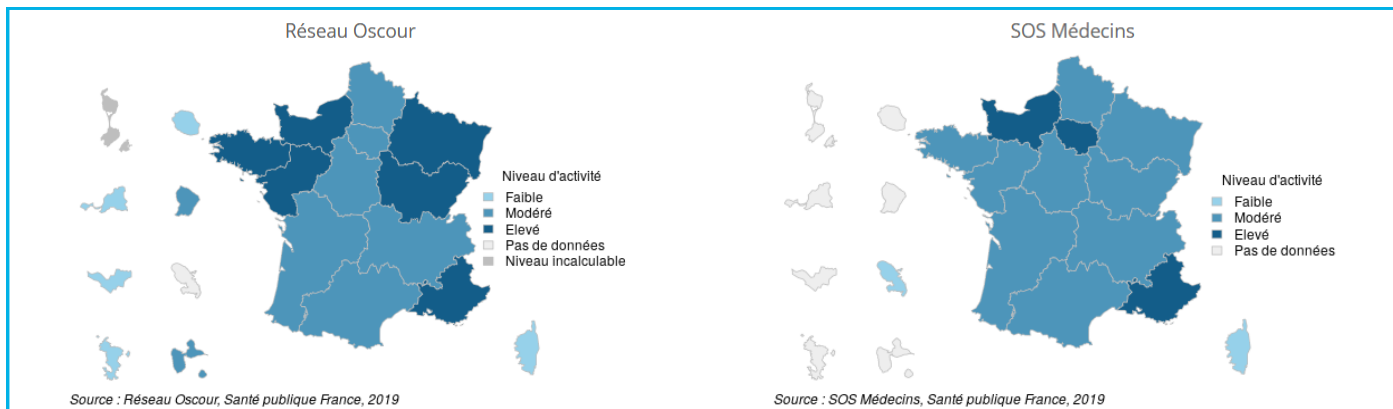 Réseau Oscour
Niveau d'activité
Faible
Modéré
Elevé
Pas de données
Niveau incalculable
Source : Réseau Oscour, Santé publique France, 2019
SOS Médecins
Niveau d'activité
Faible
Modéré
Elevé
Pas de données
Source : SOS Médecins, Santé publique France, 2019